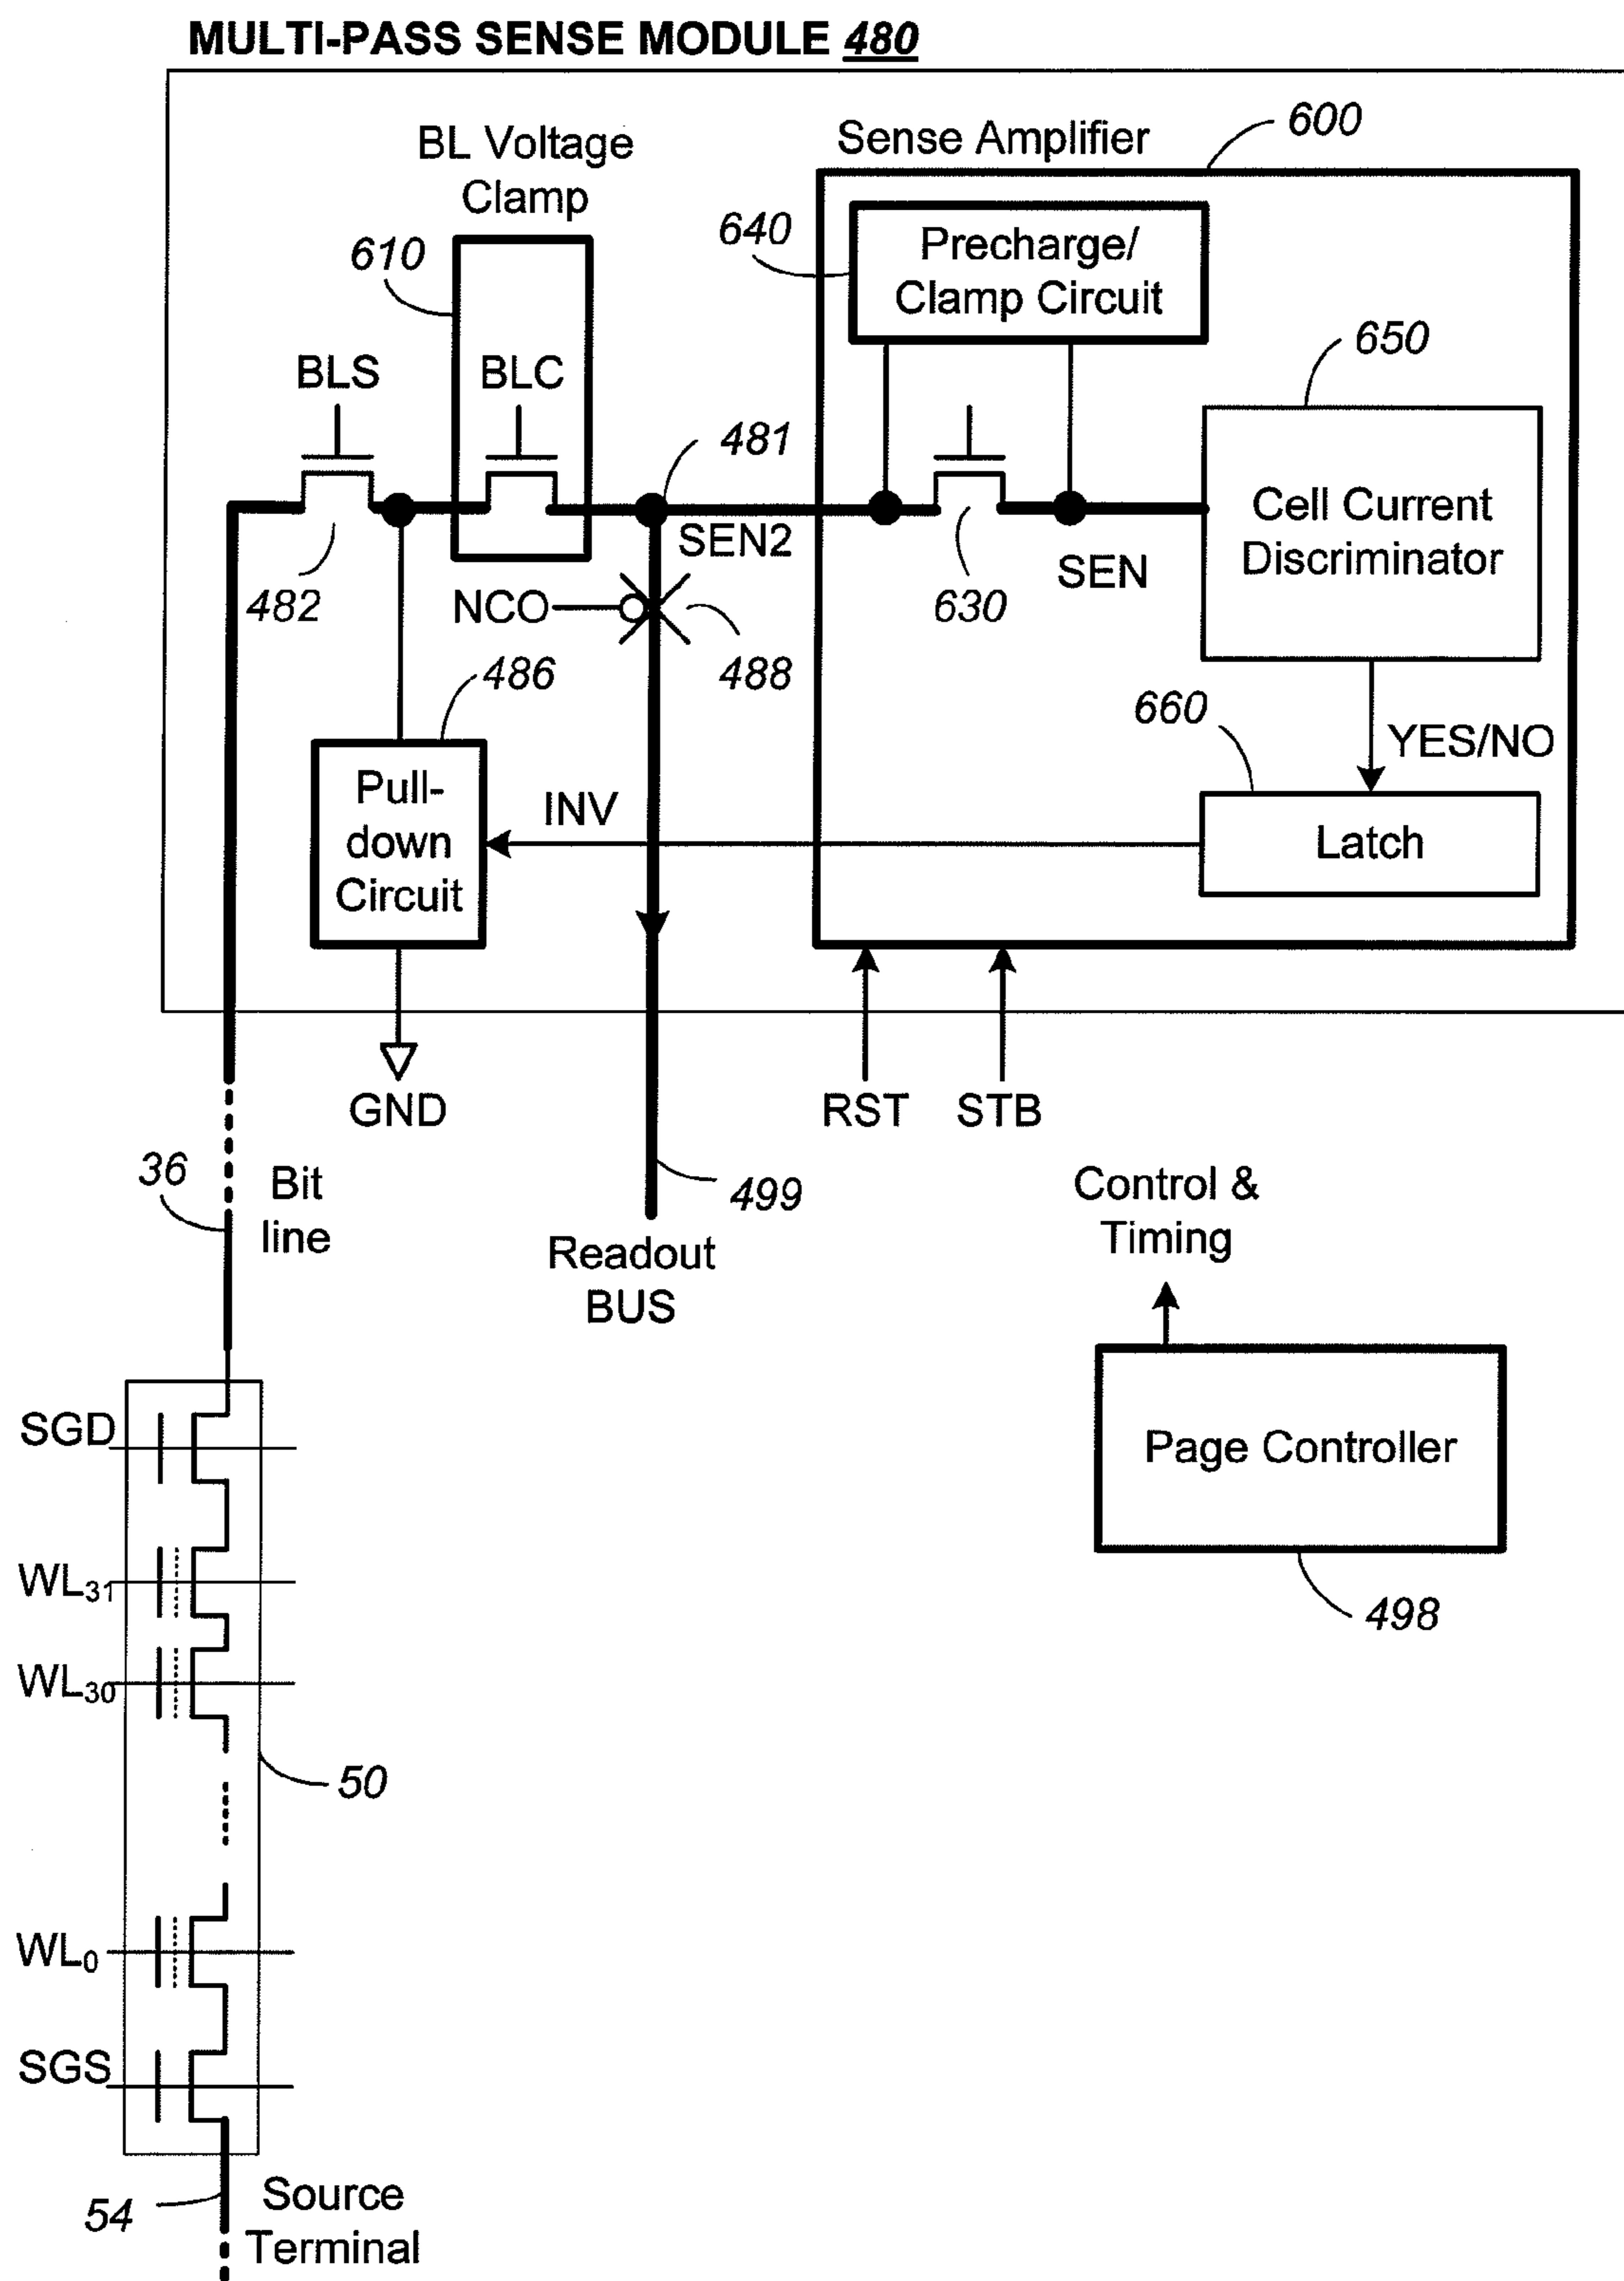 MULTI-PASS SENSE MODULE 480
BL Voltage
Clamp
Sense Amplifier
600
610
640
Precharge/
Clamp Circuit
650
BLS
BLC
481
Cell Current
Discriminator
482
SEN2
SEN
630
NCO
488
486
660
YES/NO
Pull-
down
Circuit
INV
Latch
GND
RST
STB
36
Bit
line
499
Readout
BUS
Control &
Timing
Page Controller
498
SGD
WL31
WL30
50
WL0
SGS
54
Source
Terminal